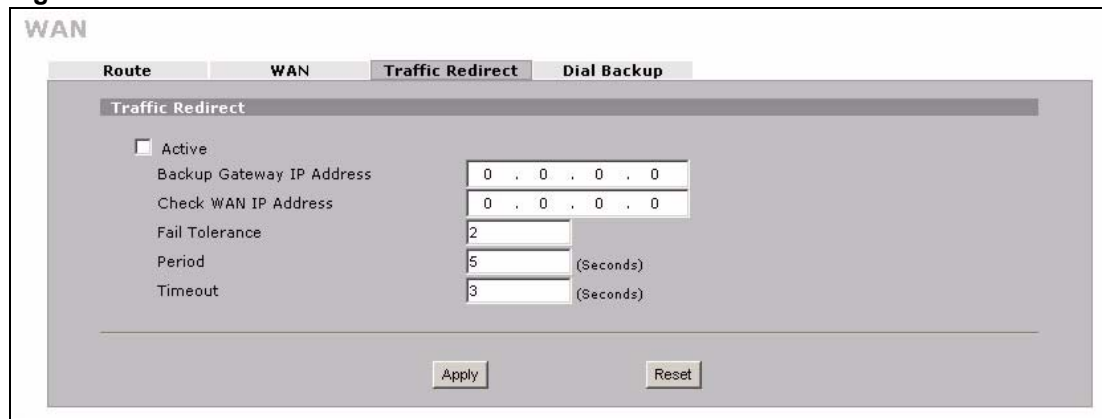 WAN
Route WAN Traffic Redirect Dial Backup
Traffic Redirect
Active
Backup Gateway IP Address 0 . 0 . 0 . 0
Check WAN IP Address 0 . 0 . 0 . 0
Fail Tolerance 2
Period 5 (Seconds)
Timeout 3 (Seconds)
Apply Reset